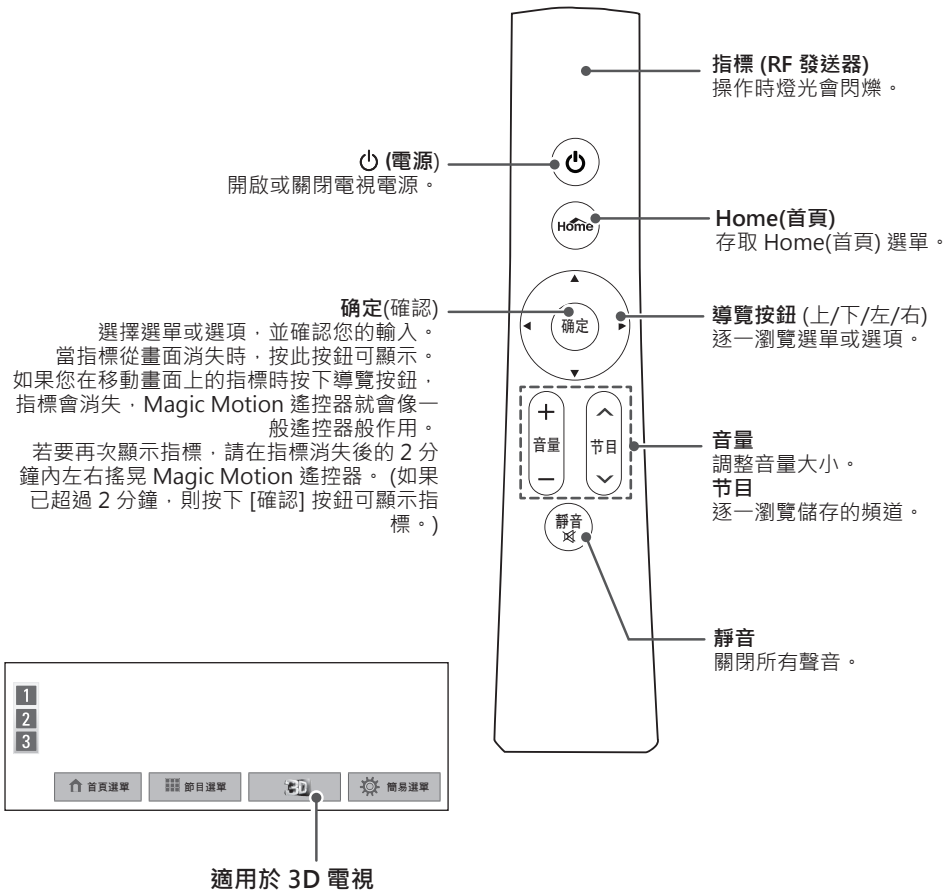 指標 (RF 發送器)
操作時燈光會閃爍。
(電源)
開啟或關閉電視電源。
Home
Home(首頁)
存取 Home(首頁) 選單。
确定(確認)
選擇選單或選項，並確認您的輸入。
當指標從畫面消失時，按此按鈕可顯示。
如果您在移動畫面上的指標時按下導覽按鈕，
指標會消失，Magic Motion 遙控器就會像一
般遙控器般作用。
若要再次顯示指標，請在指標消失後的 2 分
鐘內左右搖晃 Magic Motion 遙控器。 (如果
已超過 2 分鐘，則按下 [確認] 按鈕可顯示指
標。)
确定
導覽按鈕 (上/下/左/右)
逐一瀏覽選單或選項。
+
音量
−
节目
音量
調整音量大小。
节目
逐一瀏覽儲存的頻道。
靜音
靜音
關閉所有聲音。
1
2
3
首頁選單
節目選單
3D
簡易選單
適用於 3D 電視